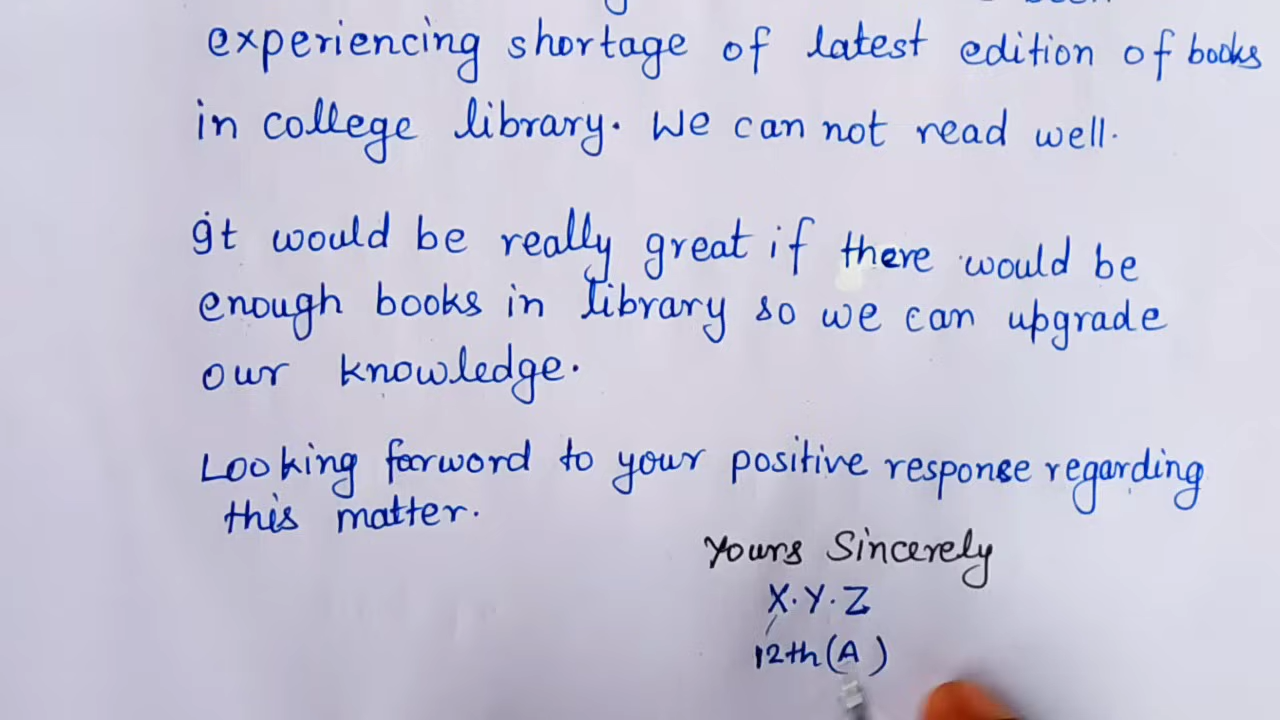 experiencing shortage of latest edition of books
in college library. We can not read well.
It would be really great if there would be
enough books in library so we can upgrade
our knowledge.
Looking forword to your positive response regarding
this matter.
Yours Sincerely
X.Y.Z
12th (A)